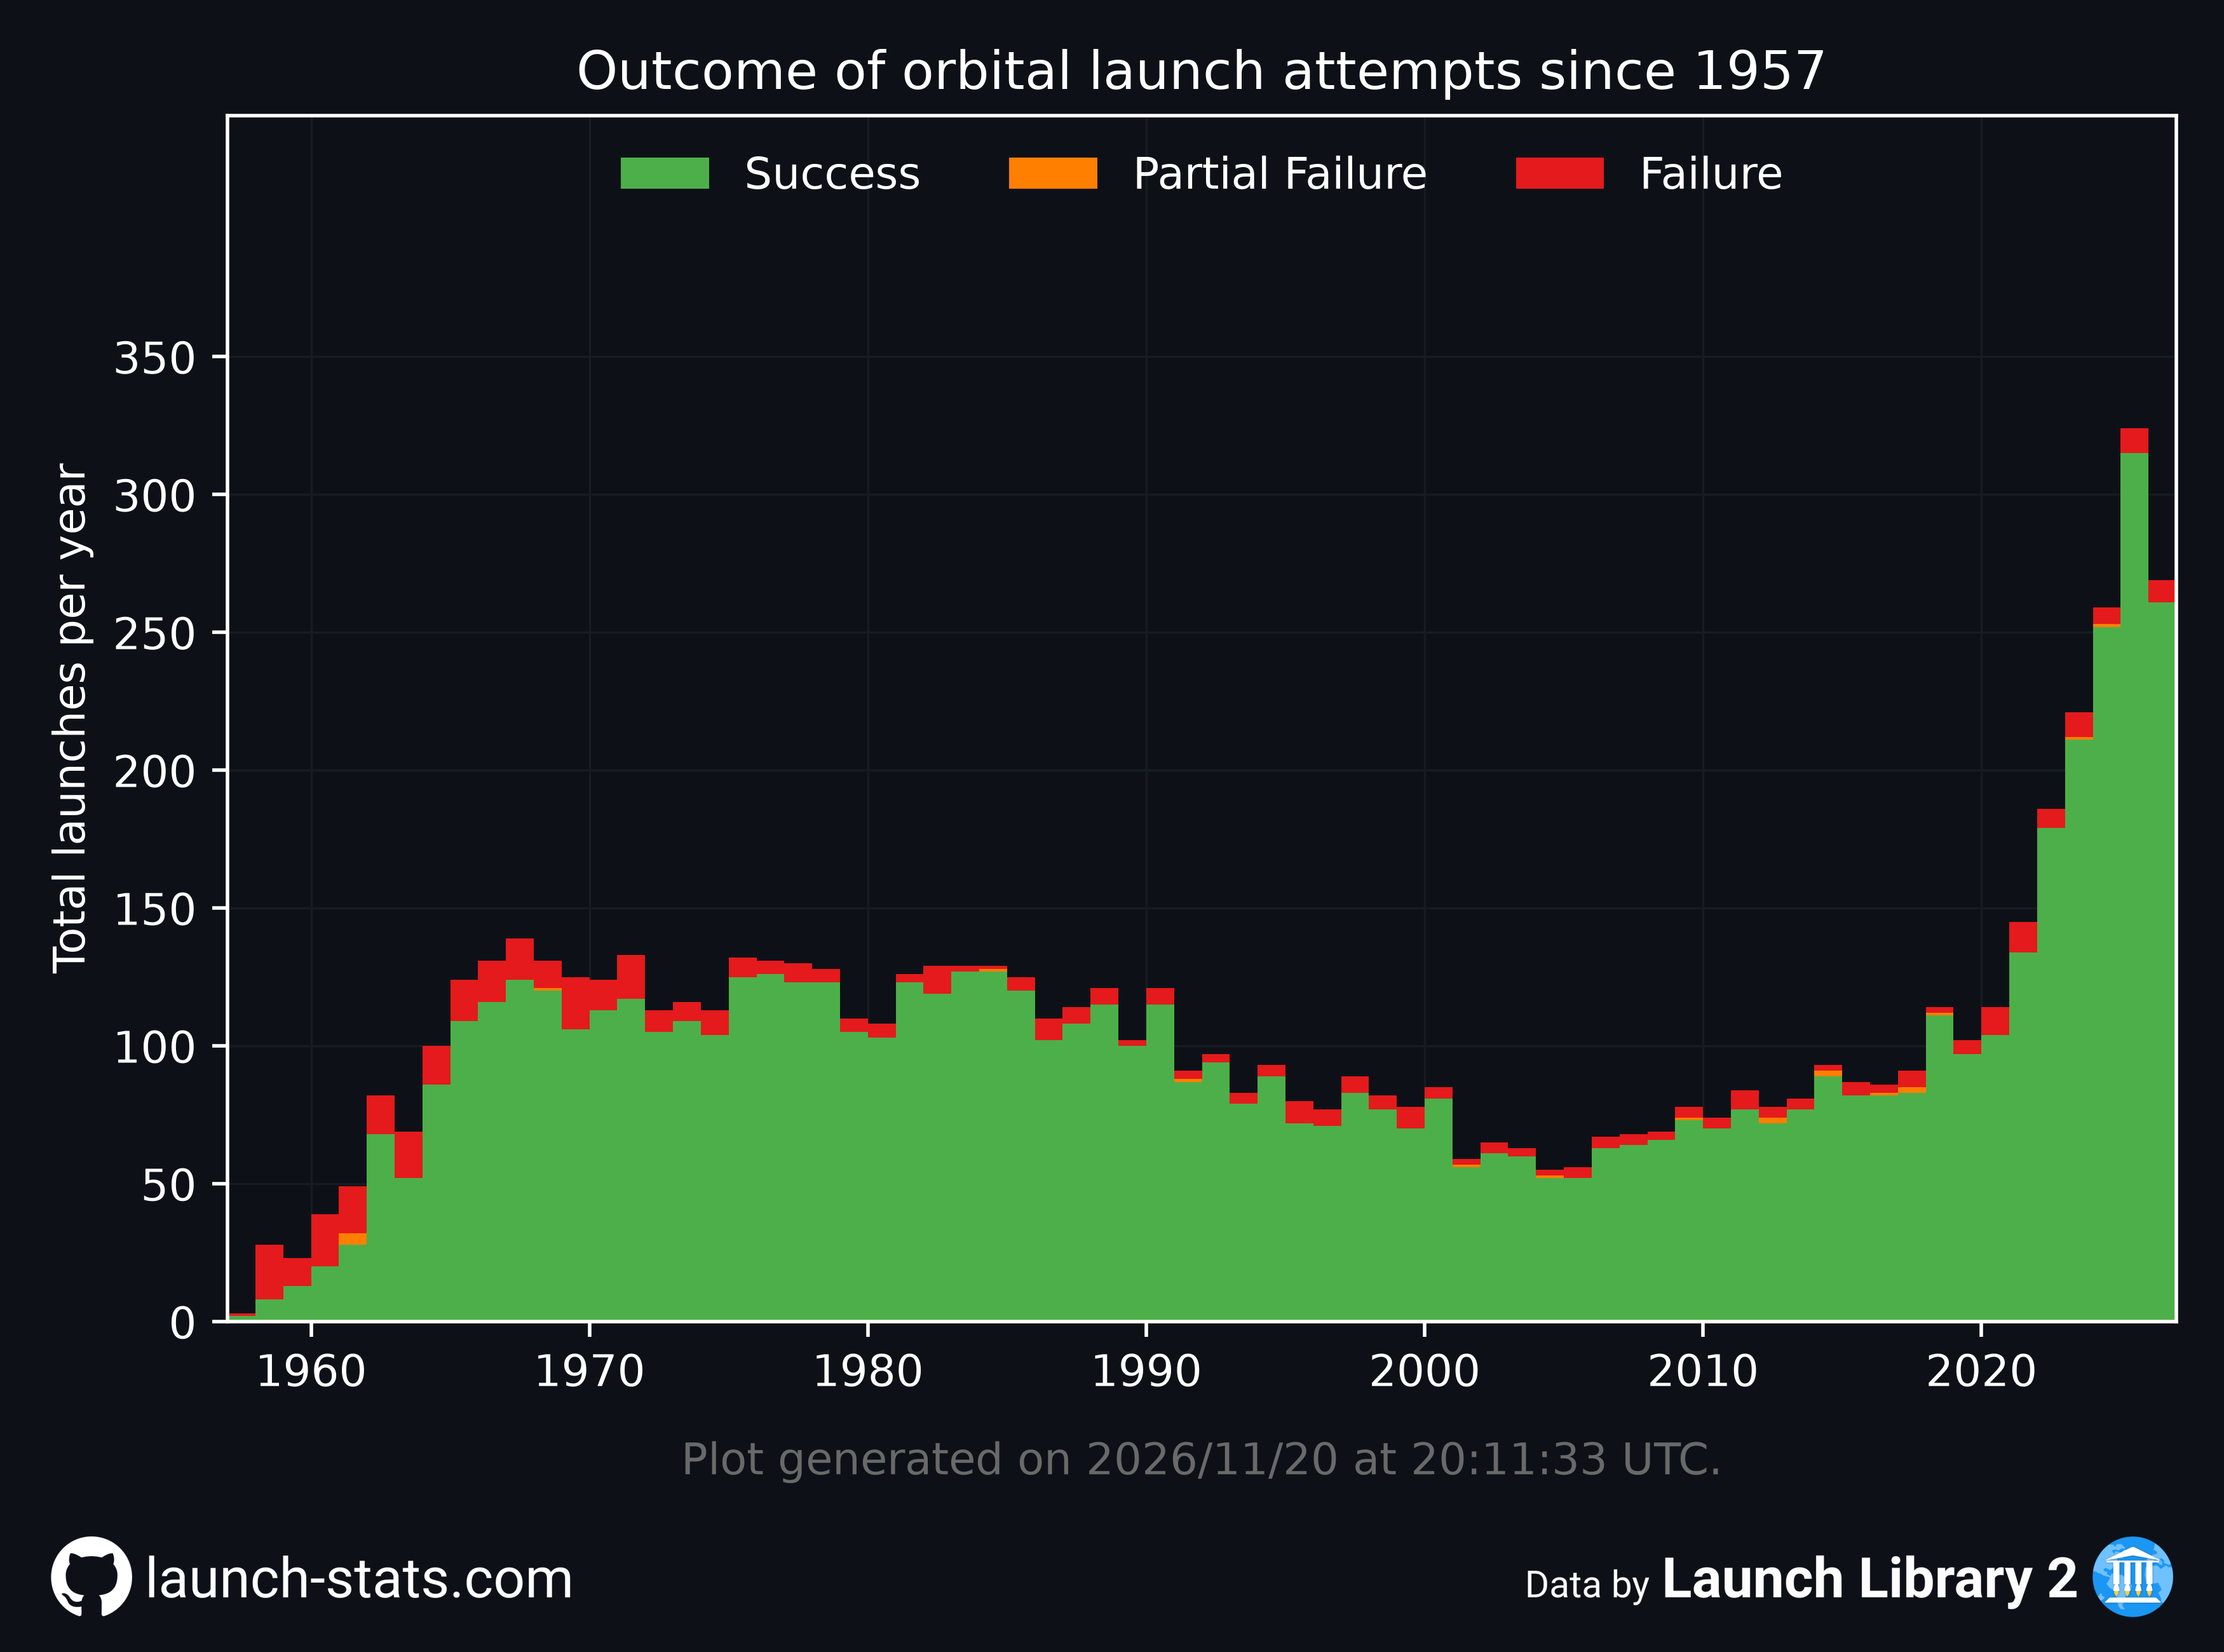 Outcome of orbital launch attempts since 1957
Success Partial Failure Failure
Total launches per year
350
300
250
200
150
100
50
0
1960 1970 1980 1990 2000 2010 2020
Plot generated on 2026/11/20 at 20:11:33 UTC.
launch-stats.com
Data by Launch Library 2